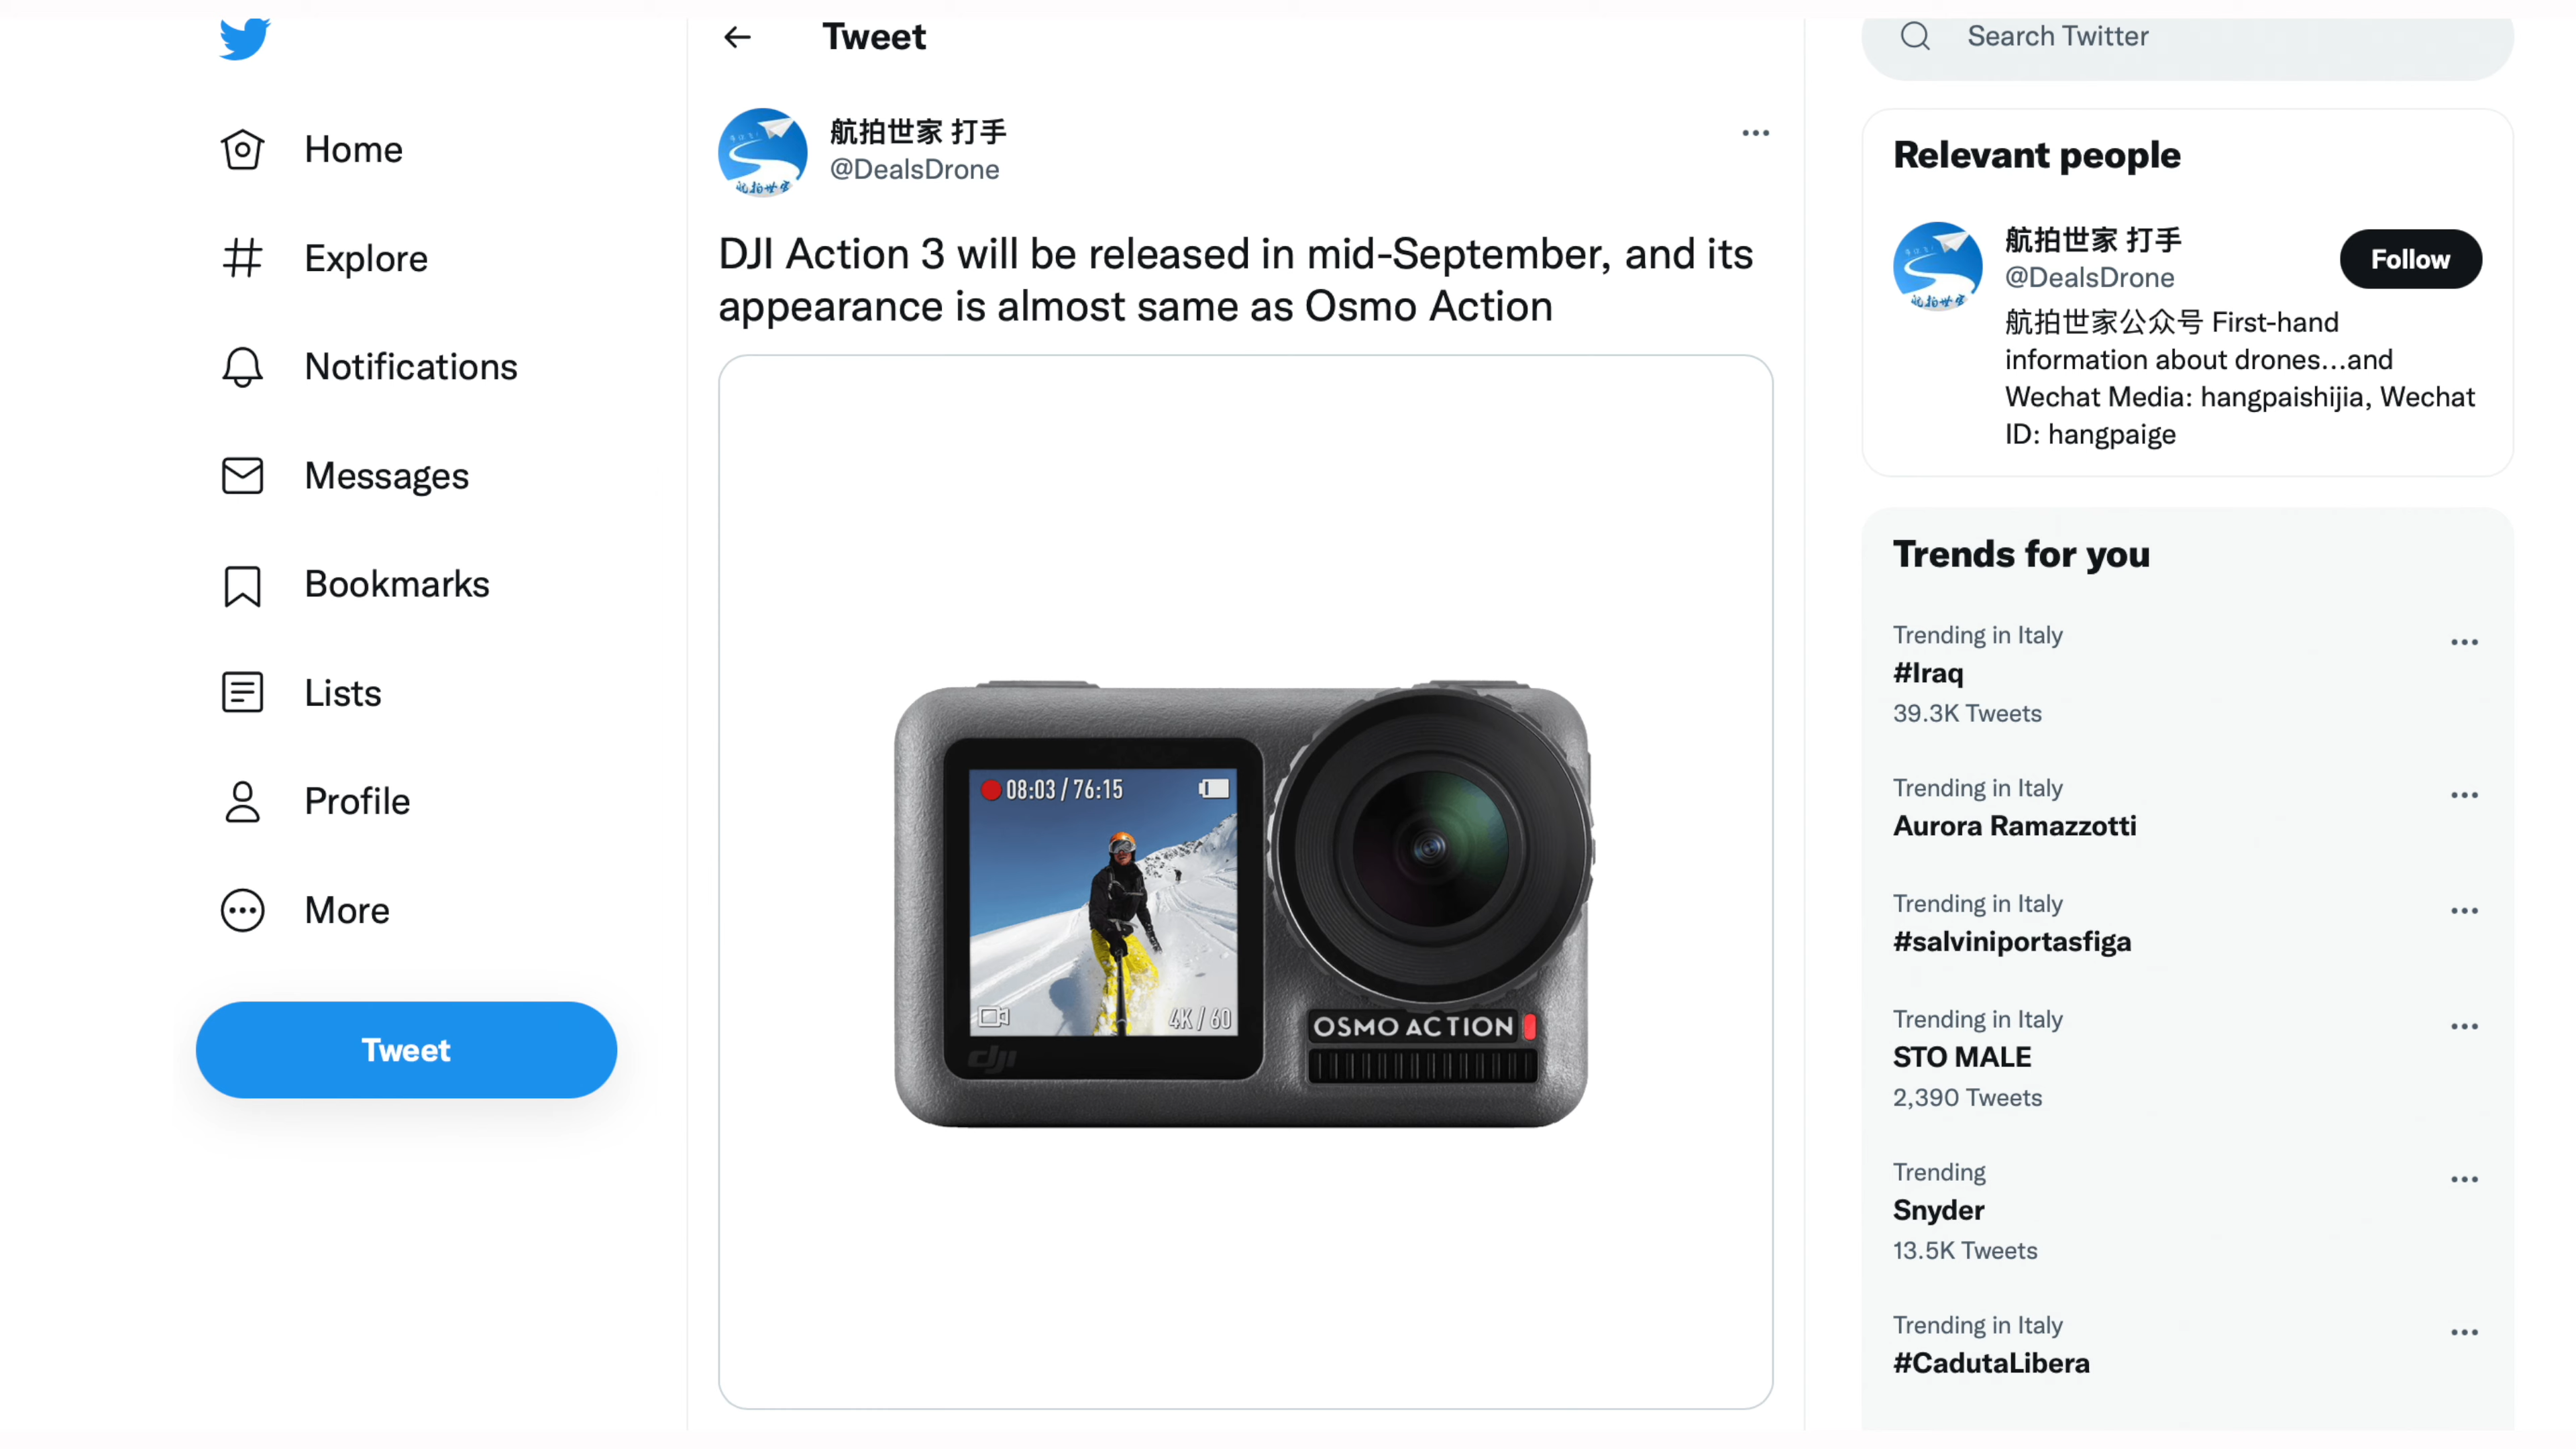 Tweet
Search Twitter
Home
Explore
Notifications
Messages
Bookmarks
Lists
Profile
More
Tweet
航拍世家 打手
@DealsDrone
DJI Action 3 will be released in mid-September, and its
appearance is almost same as Osmo Action
08:03 / 76:15
4K / 60
dji
OSMO ACTION
Relevant people
航拍世家 打手
@DealsDrone
Follow
航拍世家公众号 First-hand
information about drones...and
Wechat Media: hangpaishijia, Wechat
ID: hangpaige
Trends for you
Trending in Italy
#Iraq
39.3K Tweets
Trending in Italy
Aurora Ramazzotti
Trending in Italy
#salviniportasfiga
Trending in Italy
STO MALE
2,390 Tweets
Trending
Snyder
13.5K Tweets
Trending in Italy
#CadutaLibera